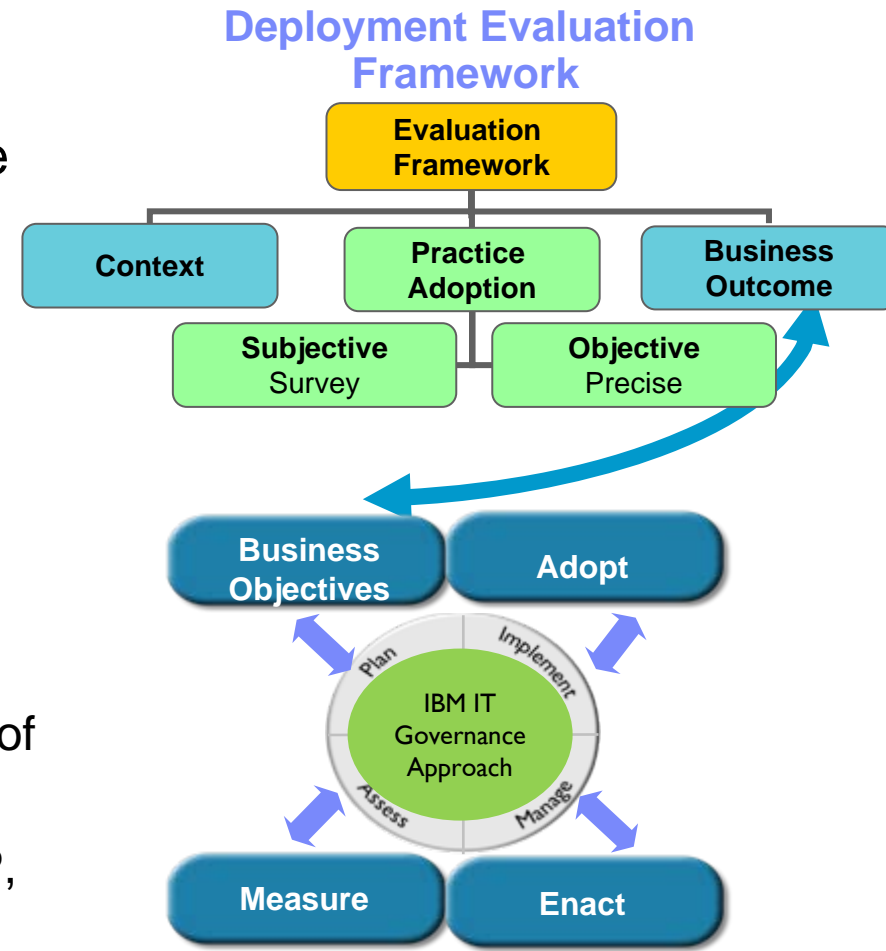 Deployment Evaluation
Framework
e
Evaluation
Framework
Context
Practice
Adoption
Business
Outcome
Subjective
Survey
Objective
Precise
Business
Objectives
Adopt
Plan
Implement
IBM IT
Governance
Approach
of
Assess
Manage
?,
Measure
Enact